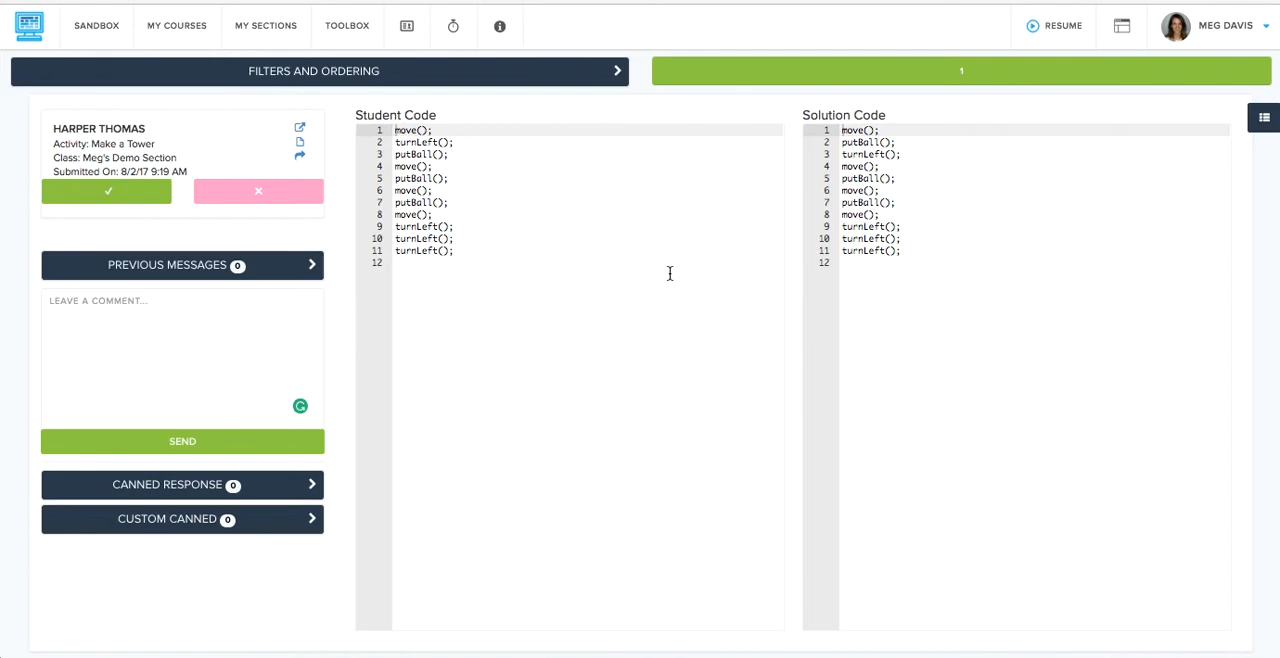 SANDBOX MY COURSES MY SECTIONS TOOLBOX RESUME MEG DAVIS
FILTERS AND ORDERING
1
HARPER THOMAS
Activity: Make a Tower
Class: Meg's Demo Section
Submitted On: 8/2/17 9:19 AM
PREVIOUS MESSAGES 0
LEAVE A COMMENT...
SEND
CANNED RESPONSE 0
CUSTOM CANNED 0
Student Code
1 move();
2 turnLeft();
3 putBall();
4 move();
5 putBall();
6 move();
7 putBall();
8 move();
9 turnLeft();
10 turnLeft();
11 turnLeft();
12
Solution Code
1 move();
2 putBall();
3 turnLeft();
4 move();
5 putBall();
6 move();
7 putBall();
8 move();
9 turnLeft();
10 turnLeft();
11 turnLeft();
12